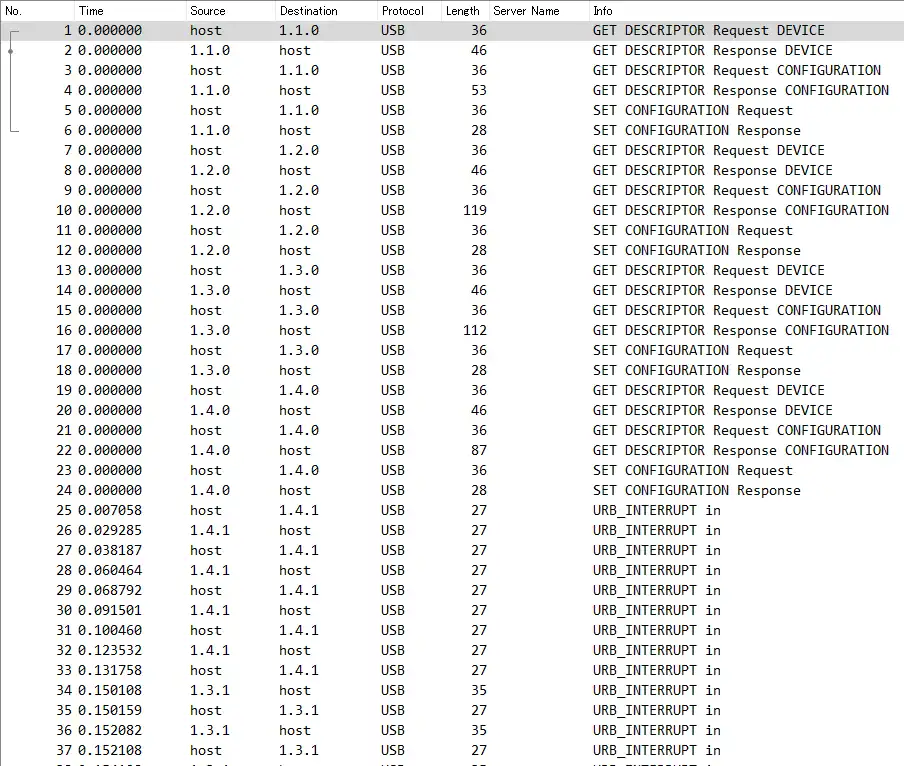 No. Time Source Destination Protocol Length Server Name Info
1 0.000000 host 1.1.0 USB 36 GET DESCRIPTOR Request DEVICE
2 0.000000 1.1.0 host USB 46 GET DESCRIPTOR Response DEVICE
3 0.000000 host 1.1.0 USB 36 GET DESCRIPTOR Request CONFIGURATION
4 0.000000 1.1.0 host USB 53 GET DESCRIPTOR Response CONFIGURATION
5 0.000000 host 1.1.0 USB 36 SET CONFIGURATION Request
6 0.000000 1.1.0 host USB 28 SET CONFIGURATION Response
7 0.000000 host 1.2.0 USB 36 GET DESCRIPTOR Request DEVICE
8 0.000000 1.2.0 host USB 46 GET DESCRIPTOR Response DEVICE
9 0.000000 host 1.2.0 USB 36 GET DESCRIPTOR Request CONFIGURATION
10 0.000000 1.2.0 host USB 119 GET DESCRIPTOR Response CONFIGURATION
11 0.000000 host 1.2.0 USB 36 SET CONFIGURATION Request
12 0.000000 1.2.0 host USB 28 SET CONFIGURATION Response
13 0.000000 host 1.3.0 USB 36 GET DESCRIPTOR Request DEVICE
14 0.000000 1.3.0 host USB 46 GET DESCRIPTOR Response DEVICE
15 0.000000 host 1.3.0 USB 36 GET DESCRIPTOR Request CONFIGURATION
16 0.000000 1.3.0 host USB 112 GET DESCRIPTOR Response CONFIGURATION
17 0.000000 host 1.3.0 USB 36 SET CONFIGURATION Request
18 0.000000 1.3.0 host USB 28 SET CONFIGURATION Response
19 0.000000 host 1.4.0 USB 36 GET DESCRIPTOR Request DEVICE
20 0.000000 1.4.0 host USB 46 GET DESCRIPTOR Response DEVICE
21 0.000000 host 1.4.0 USB 36 GET DESCRIPTOR Request CONFIGURATION
22 0.000000 1.4.0 host USB 87 GET DESCRIPTOR Response CONFIGURATION
23 0.000000 host 1.4.0 USB 36 SET CONFIGURATION Request
24 0.000000 1.4.0 host USB 28 SET CONFIGURATION Response
25 0.007058 host 1.4.1 USB 27 URB_INTERRUPT in
26 0.029285 1.4.1 host USB 27 URB_INTERRUPT in
27 0.038187 host 1.4.1 USB 27 URB_INTERRUPT in
28 0.060464 1.4.1 host USB 27 URB_INTERRUPT in
29 0.068792 host 1.4.1 USB 27 URB_INTERRUPT in
30 0.091501 1.4.1 host USB 27 URB_INTERRUPT in
31 0.100460 host 1.4.1 USB 27 URB_INTERRUPT in
32 0.123532 1.4.1 host USB 27 URB_INTERRUPT in
33 0.131758 host 1.4.1 USB 27 URB_INTERRUPT in
34 0.150108 1.3.1 host USB 35 URB_INTERRUPT in
35 0.150159 host 1.3.1 USB 27 URB_INTERRUPT in
36 0.152082 1.3.1 host USB 35 URB_INTERRUPT in
37 0.152108 host 1.3.1 USB 27 URB_INTERRUPT in